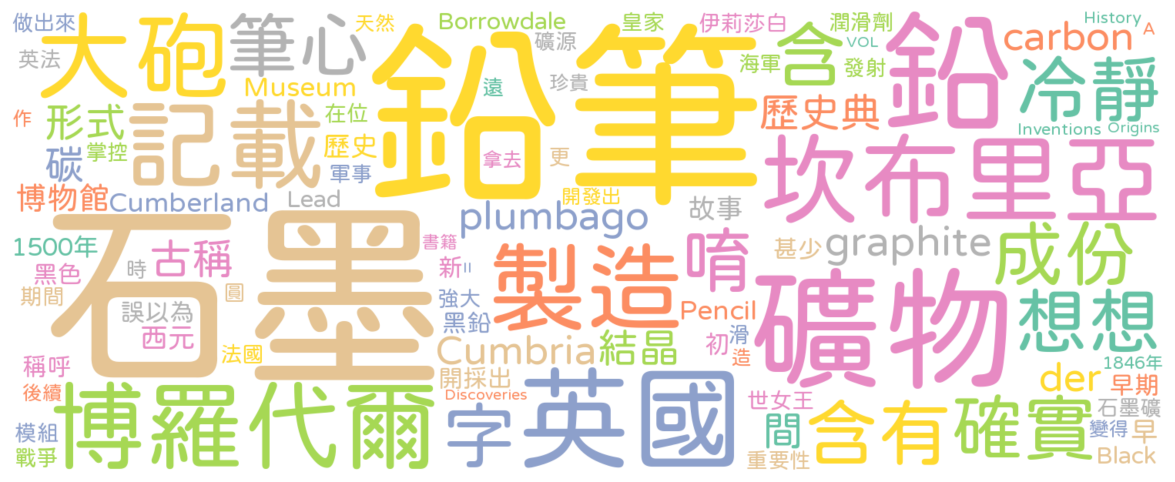 做出來 天然 Borrowdale 皇家 伊莉莎白 潤滑劑 History
英法 大砲 筆心 礦源 含 VOL 鉛 carbon A
Museum 鉛筆 遠 珍貴 海軍 發射 冷靜
作 形式 記載 在位 歷史典 Inventions Origins
碳 掌控 歷史 拿去 更 坎布里亞
軍事
博物館 Cumberland Lead 開發出 故事
plumbago
1500年 古稱 石墨 書籍 製造 唷 甚少 graphite 成份
黑色 時 新 II
期間 圓 強大 礦物 想想
誤以為 黑鉛 Pencil
西元 初 滑
稱呼 法國 Cumbria 結晶 造 1846年
後續 博羅代爾 開採出 英國 der 早期
Discoveries 世女王 石墨礦
模組 字 間 含有 確實 變得 早
戰爭 重要性 Black